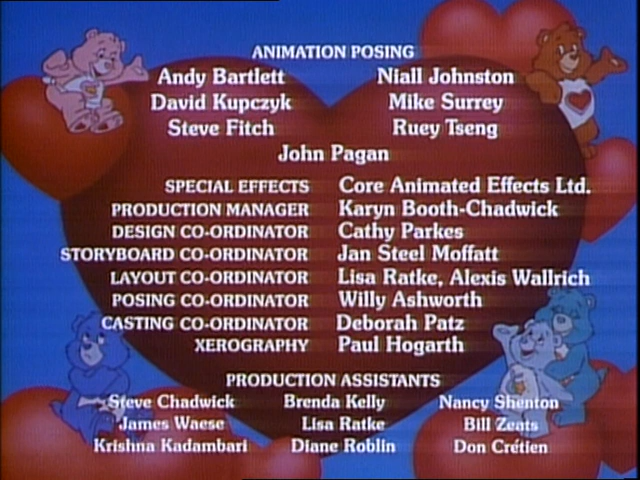 ANIMATION POSING
Andy Bartlett Niall Johnston
David Kupczyk Mike Surrey
Steve Fitch Ruey Tseng
John Pagan
SPECIAL EFFECTS Core Animated Effects Ltd.
PRODUCTION MANAGER Karyn Booth-Chadwick
DESIGN CO-ORDINATOR Cathy Parkes
STORYBOARD CO-ORDINATOR Jan Steel Moffatt
LAYOUT CO-ORDINATOR Lisa Ratke, Alexis Wallrich
POSING CO-ORDINATOR Willy Ashworth
CASTING CO-ORDINATOR Deborah Patz
XEROGRAPHY Paul Hogarth
PRODUCTION ASSISTANTS
Steve Chadwick Brenda Kelly Nancy Shenton
James Waese Lisa Ratke Bill Zeats
Krishna Kadambari Diane Roblin Don Crétien